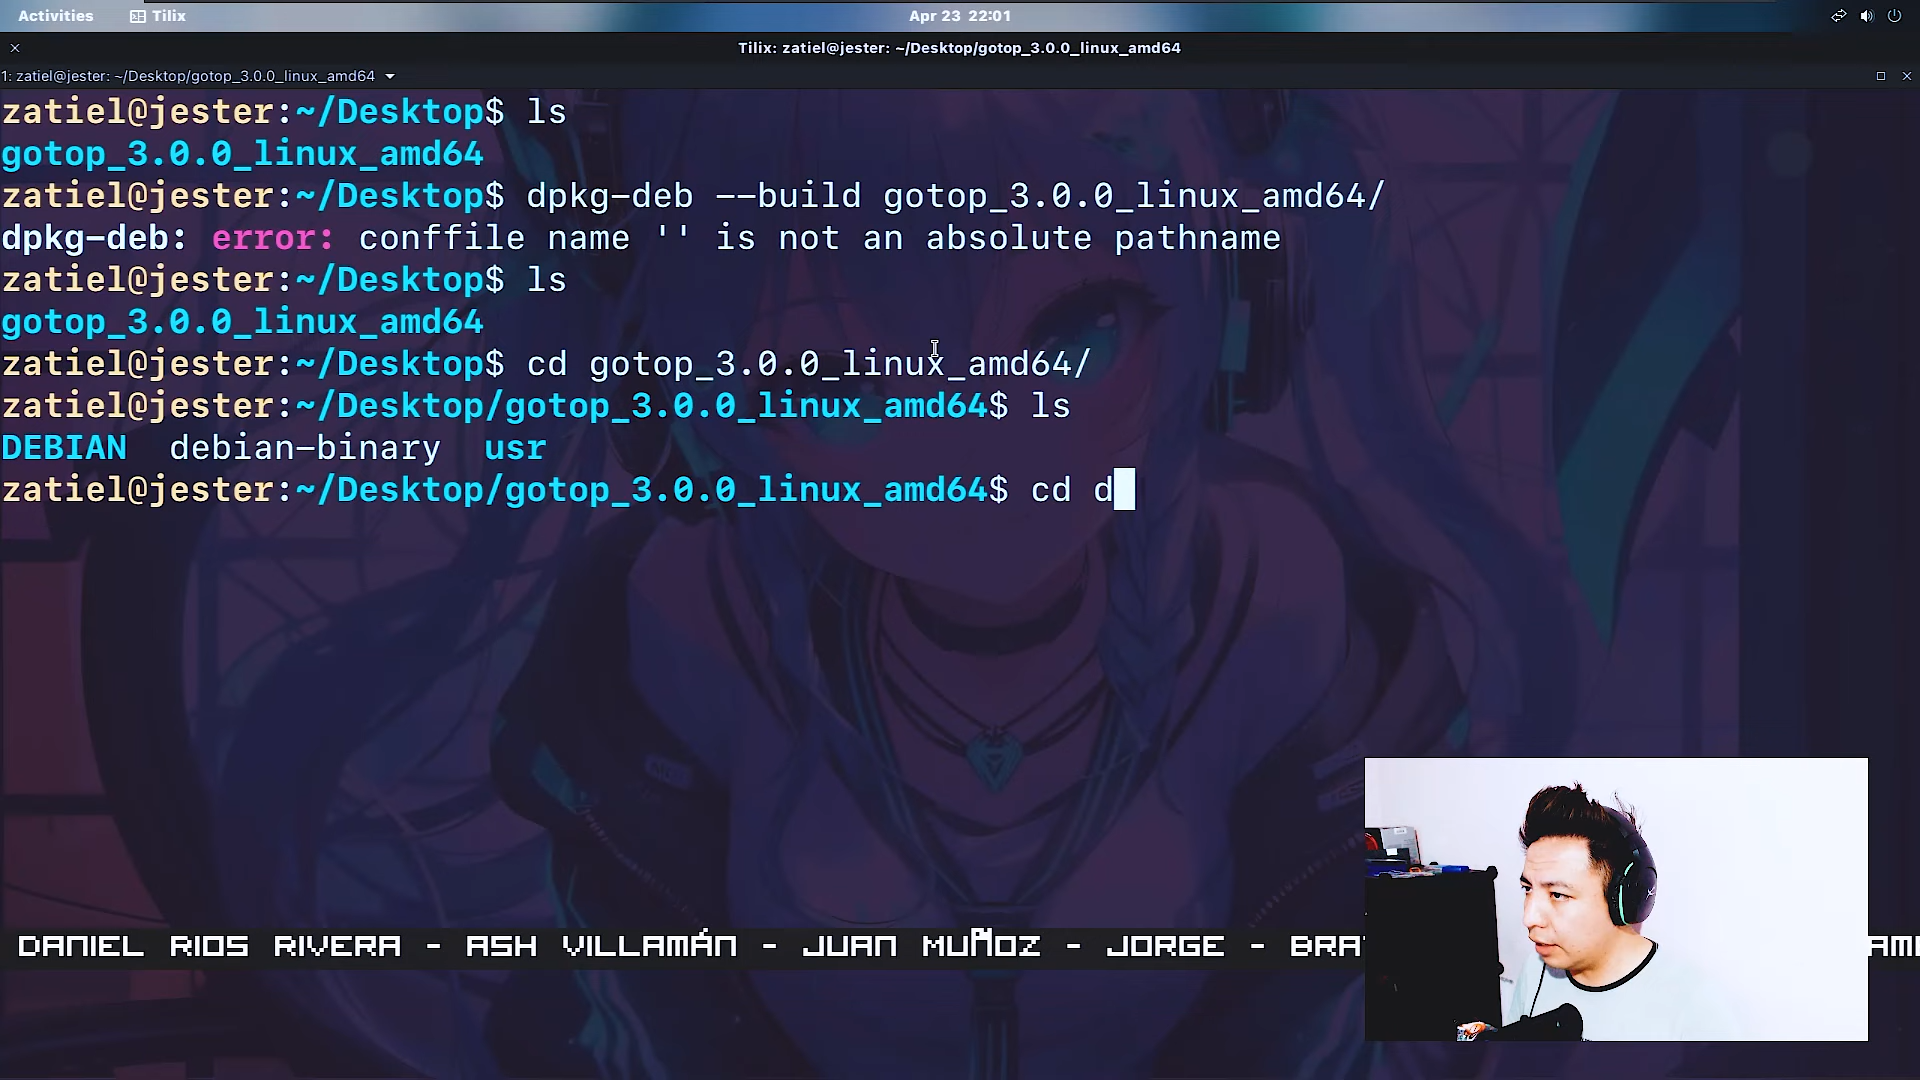 Activities
Tilix
Apr 23 22:01
Tilix: zatiel@jester: ~/Desktop/gotop_3.0.0_linux_amd64
1: zatiel@jester: ~/Desktop/gotop_3.0.0_linux_amd64
zatiel@jester:~/Desktop$ ls
gotop_3.0.0_linux_amd64
zatiel@jester:~/Desktop$ dpkg-deb --build gotop_3.0.0_linux_amd64/
dpkg-deb: error: conffile name '' is not an absolute pathname
zatiel@jester:~/Desktop$ ls
gotop_3.0.0_linux_amd64
zatiel@jester:~/Desktop$ cd gotop_3.0.0_linux_amd64/
zatiel@jester:~/Desktop/gotop_3.0.0_linux_amd64$ ls
DEBIAN debian-binary usr
zatiel@jester:~/Desktop/gotop_3.0.0_linux_amd64$ cd d
DANIEL RIOS RIVERA - ASH VILLAMÁN - JUAN MUÑOZ - JORGE - BRA